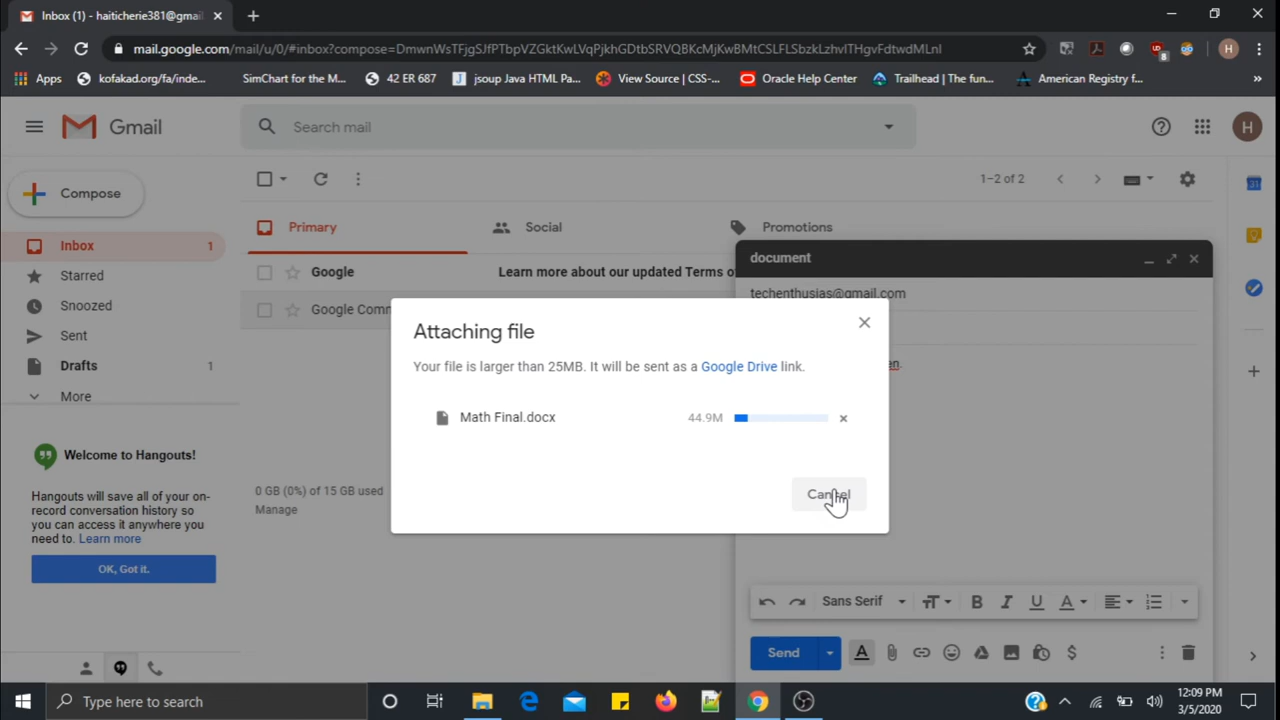 Inbox (1) - haiticherie381@gmai
mail.google.com/mail/u/0/#inbox?compose=DmwnWsTFjgSJfPTbpVZGktKwLVqPjkhGDtbSRVQBKcMjKwBMtCSLFLSbzkLzhvlTHgvFdtwdMLnl
H
8
Apps
kofakad.org/fa/inde...
SimChart for the M...
42 ER 687
jsoup Java HTML Pa...
View Source | CSS-...
Oracle Help Center
Trailhead | The fun...
American Registry f...
»
Gmail
Search mail
H
Compose
1–2 of 2
Primary
Social
Promotions
Inbox 1
Starred
Snoozed
Sent
Drafts 1
More
Google
Learn more about our updated Terms o
Google Comm
document
techenthusias@gmail.com
en.
Attaching file
Your file is larger than 25MB. It will be sent as a Google Drive link.
Math Final.docx 44.9M
Cancel
Welcome to Hangouts!
Hangouts will save all of your on-
record conversation history so
you can access it anywhere you
need to. Learn more
OK, Got it.
0 GB (0%) of 15 GB used
Manage
Sans Serif
B I U A
Send
A
$
Type here to search
12:09 PM
3/5/2020